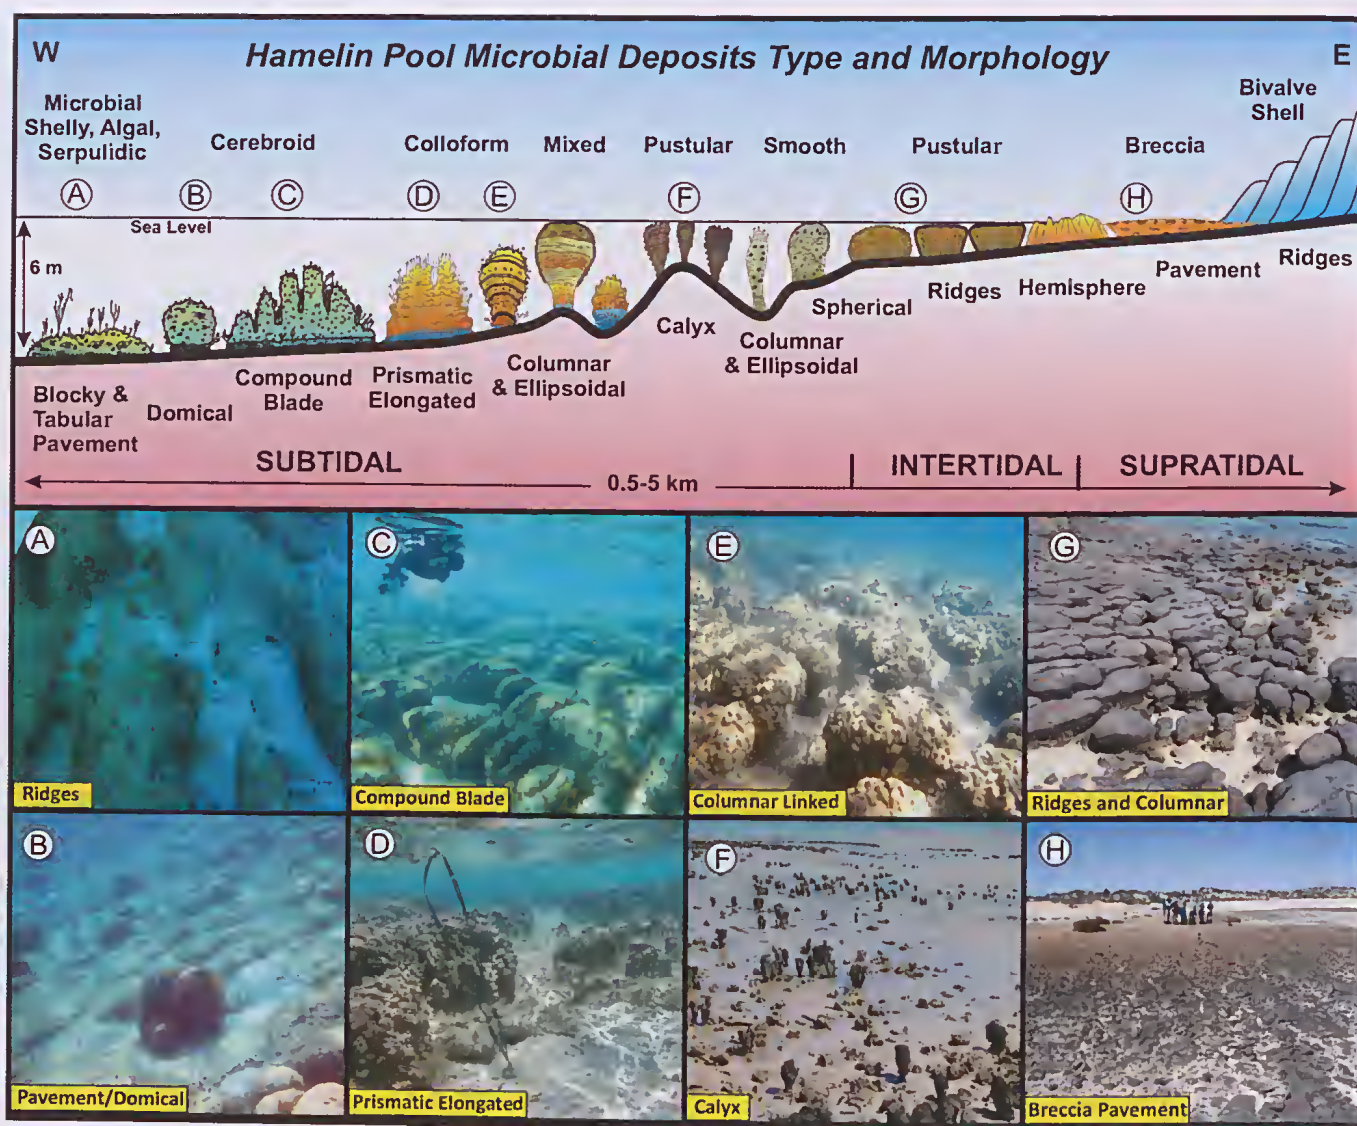 W
Hamelin Pool Microbial Deposits Type and Morphology
E
Microbial
Shelly, Algal,
Serpulidic
Cerebroid
Colloform
Mixed
Pustular
Smooth
Pustular
Breccia
Bivalve
Shell
A
B
C
D
E
F
G
H
Sea Level
6 m
Blocky &
Tabular
Pavement
Domical
Compound
Blade
Prismatic
Elongated
Columnar
& Ellipsoidal
Calyx
Columnar
& Ellipsoidal
Spherical
Ridges
Hemisphere
Pavement
Ridges
SUBTIDAL
INTERTIDAL
SUPRATIDAL
0.5-5 km
A
Ridges
C
Compound Blade
E
Columnar Linked
G
Ridges and Columnar
B
Pavement/Domical
D
Prismatic Elongated
F
Calyx
H
Breccia Pavement